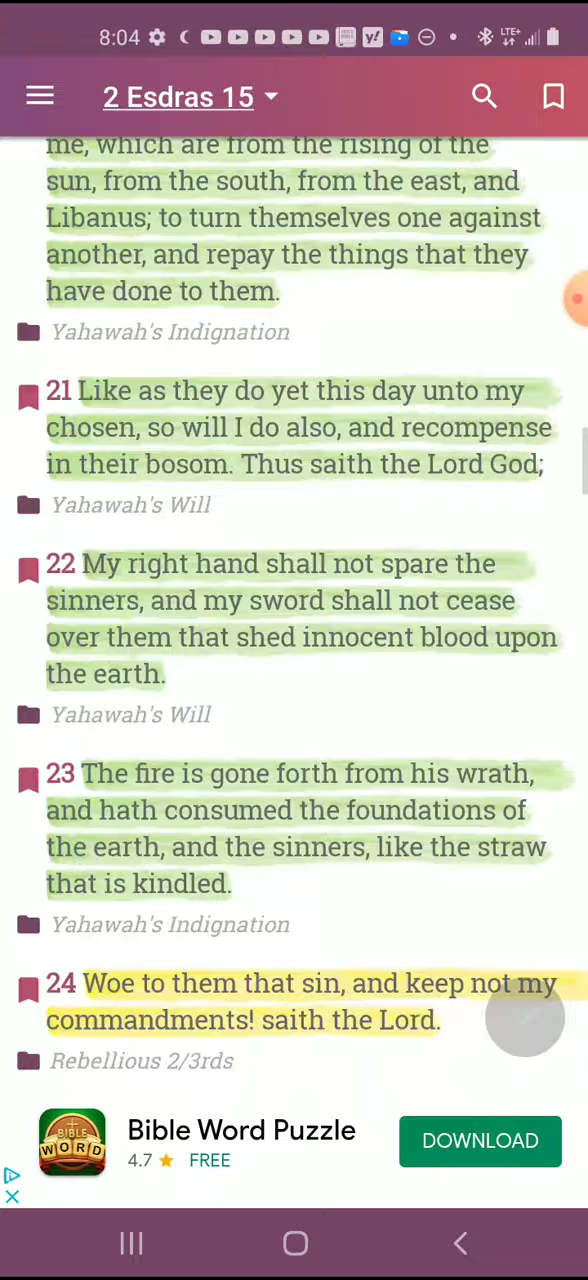 8:04
LTE+
2 Esdras 15
me, which are from the rising of the
sun, from the south, from the east, and
Libanus; to turn themselves one against
another, and repay the things that they
have done to them.
Yahawah's Indignation
21 Like as they do yet this day unto my
chosen, so will I do also, and recompense
in their bosom. Thus saith the Lord God;
Yahawah's Will
22 My right hand shall not spare the
sinners, and my sword shall not cease
over them that shed innocent blood upon
the earth.
Yahawah's Will
23 The fire is gone forth from his wrath,
and hath consumed the foundations of
the earth, and the sinners, like the straw
that is kindled.
Yahawah's Indignation
24 Woe to them that sin, and keep not my
commandments! saith the Lord.
Rebellious 2/3rds
BIBLE
WORD
Bible Word Puzzle
4.7 ★ FREE
DOWNLOAD